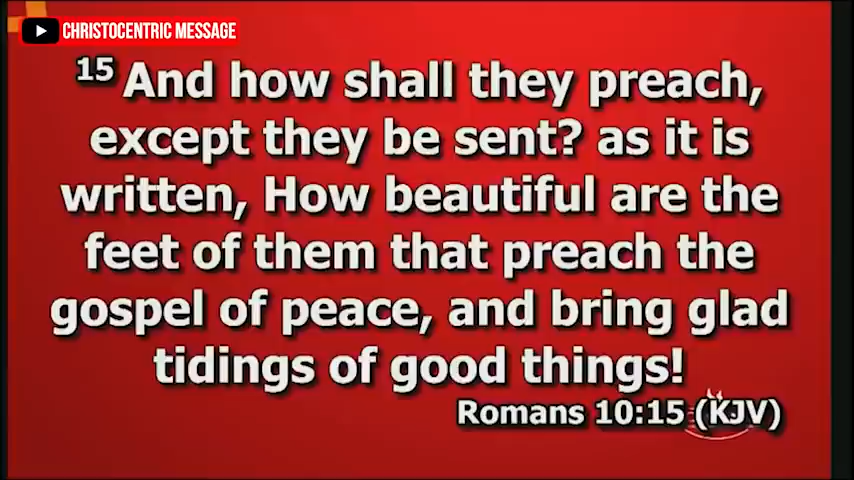 CHRISTOCENTRIC MESSAGE
15 And how shall they preach,
except they be sent? as it is
written, How beautiful are the
feet of them that preach the
gospel of peace, and bring glad
tidings of good things!
Romans 10:15 (KJV)